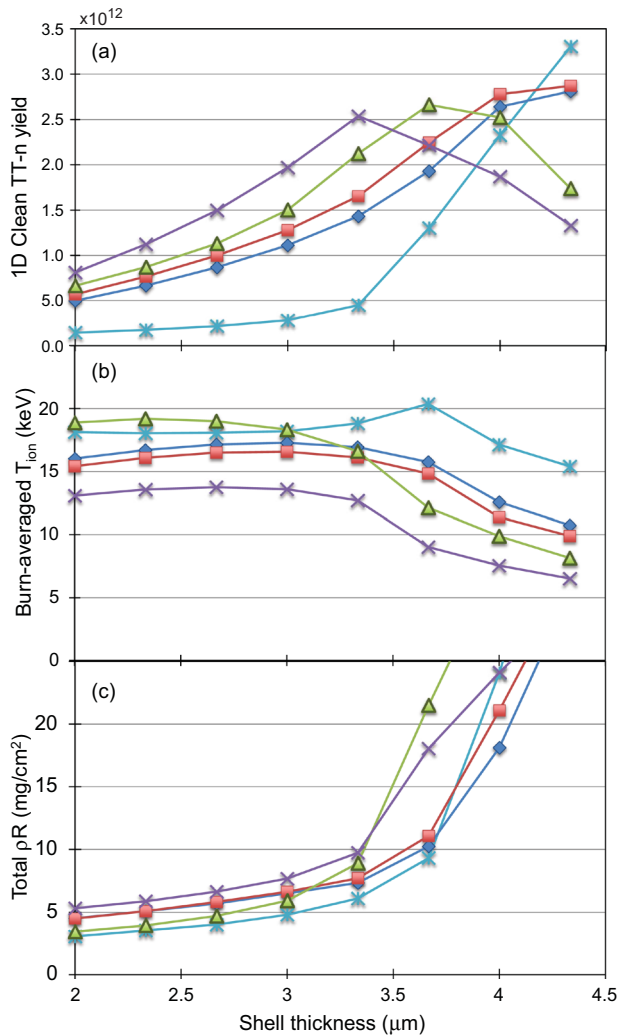 x10¹²
3.5
(a)
3.0
2.5
2.0
1.5
1.0
5.0
0.0
1D Clean TT-n yield
(b)
20
15
10
5
0
Burn-averaged Tᵢₒₙ (keV)
(c)
20
15
10
5
0
Total ρR (mg/cm²)
2 2.5 3 3.5 4 4.5
Shell thickness (μm)